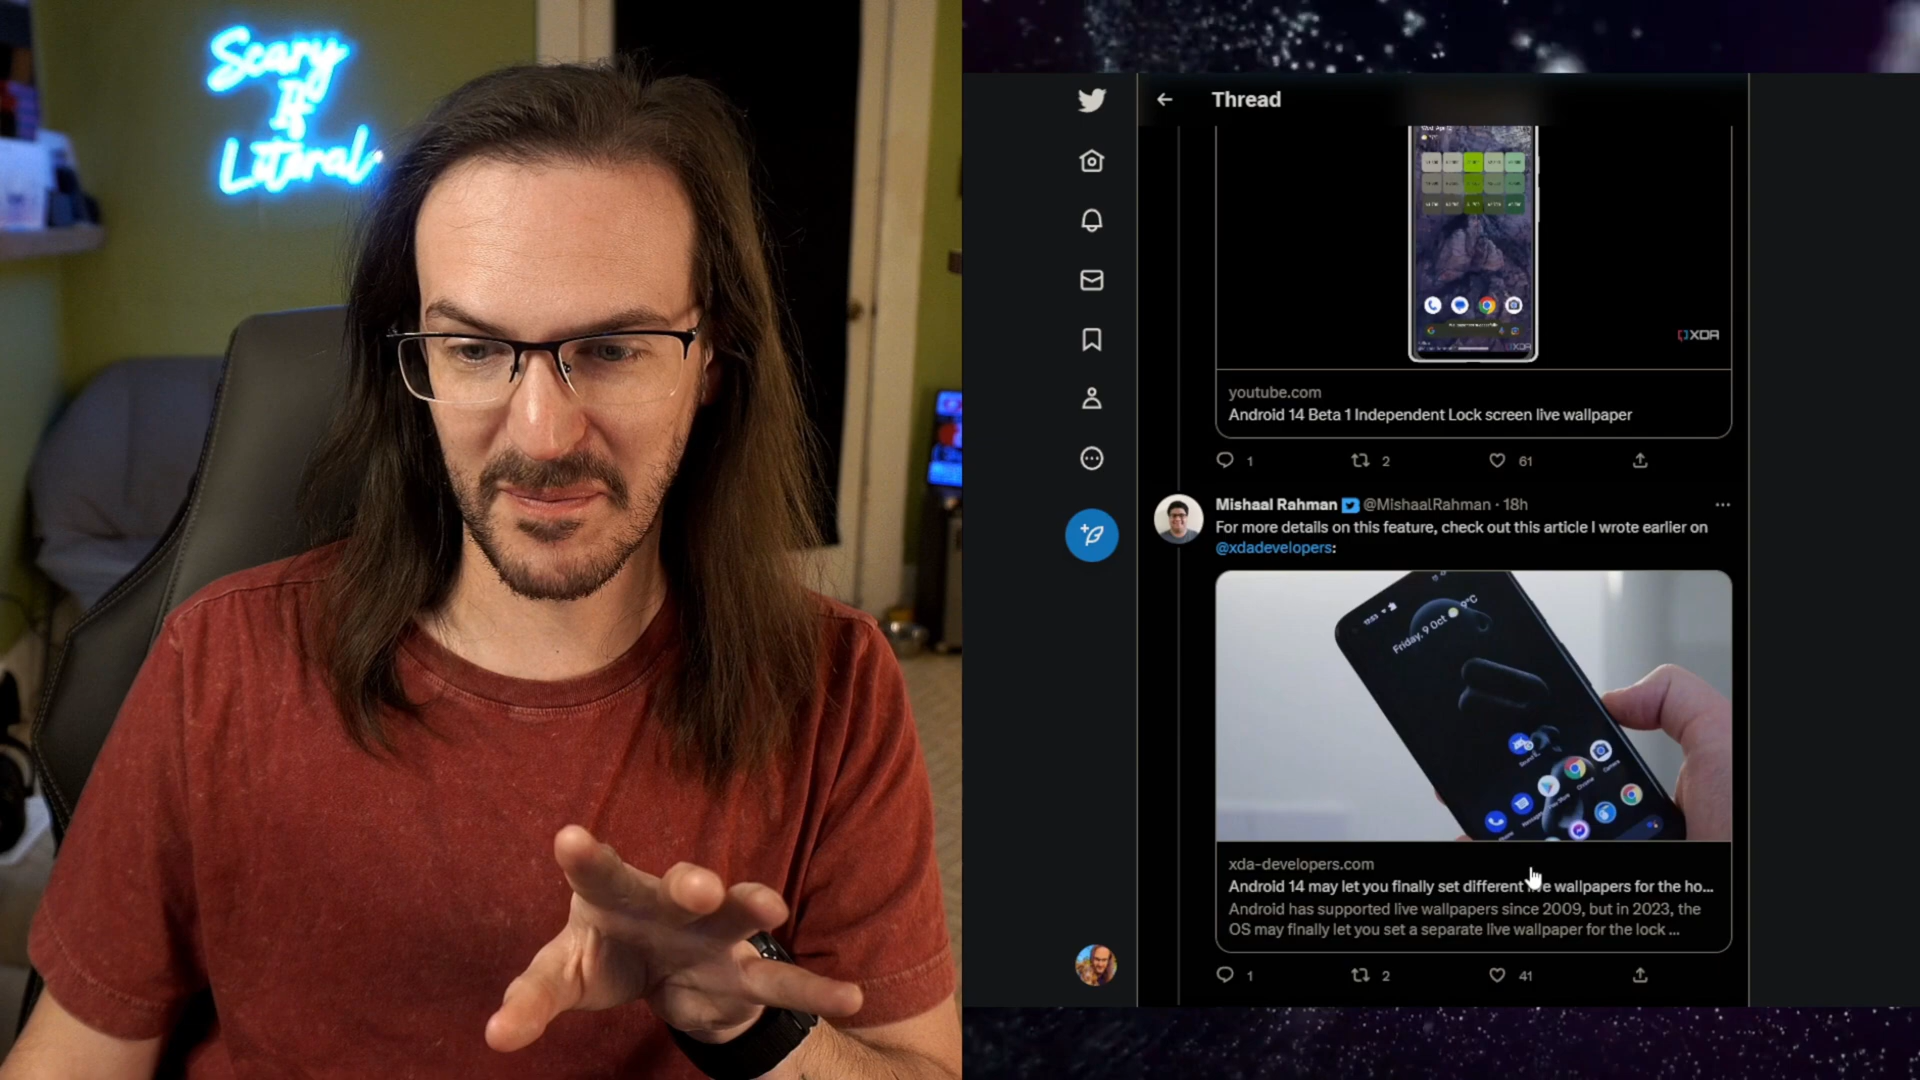 Scary
If
Literal
Thread
XDA
youtube.com
Android 14 Beta 1 Independent Lock screen live wallpaper
1
2
61
Mishaal Rahman @MishaalRahman · 18h
For more details on this feature, check out this article I wrote earlier on
@xdadevelopers:
Friday, 9 Oct 9°C
xda-developers.com
Android 14 may let you finally set different live wallpapers for the ho...
Android has supported live wallpapers since 2009, but in 2023, the
OS may finally let you set a separate live wallpaper for the lock ...
1
2
41